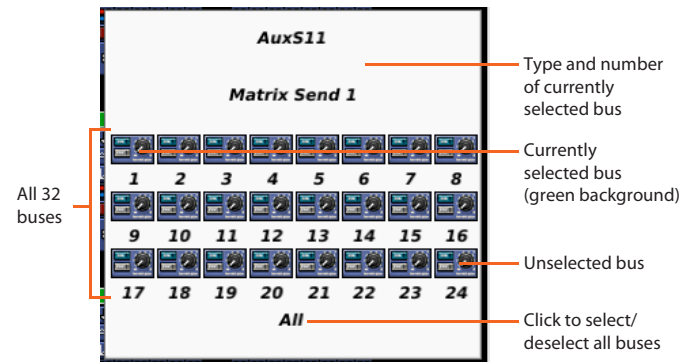 AuxS11
Type and number
of currently
selected bus
Matrix Send 1
Currently
selected bus
(green background)
1 2 3 4 5 6 7 8
All 32
buses
9 10 11 12 13 14 15 16
Unselected bus
17 18 19 20 21 22 23 24
All
Click to select/
deselect all buses